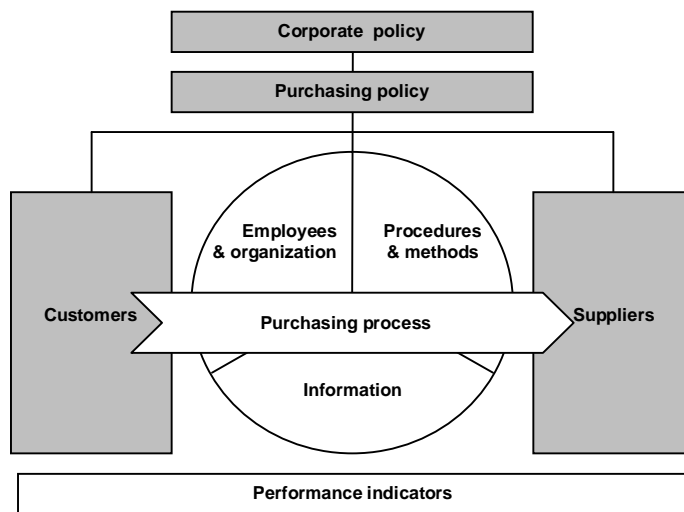 Corporate policy
Purchasing policy
Employees
& organization
Procedures
& methods
Customers
Purchasing process
Suppliers
Information
Performance indicators